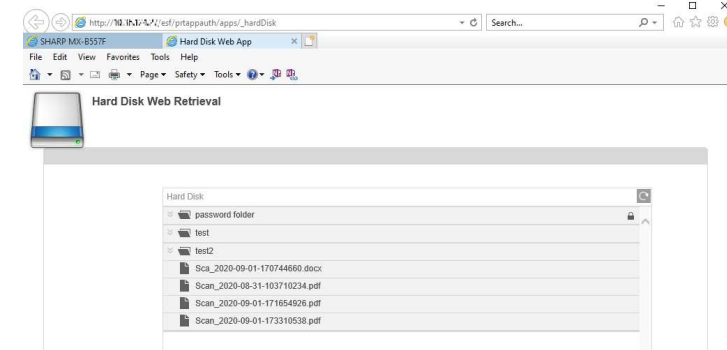 /esf/prtappauth/apps/_hardDisk
Search...
SHARP MX-B557F
Hard Disk Web App
File Edit View Favorites Tools Help
Page Safety Tools
Hard Disk Web Retrieval
Hard Disk
password folder
test
test2
Sca_2020-09-01-170744660.docx
Scan_2020-08-31-103710234.pdf
Scan_2020-09-01-171654926.pdf
Scan_2020-09-01-173310538.pdf